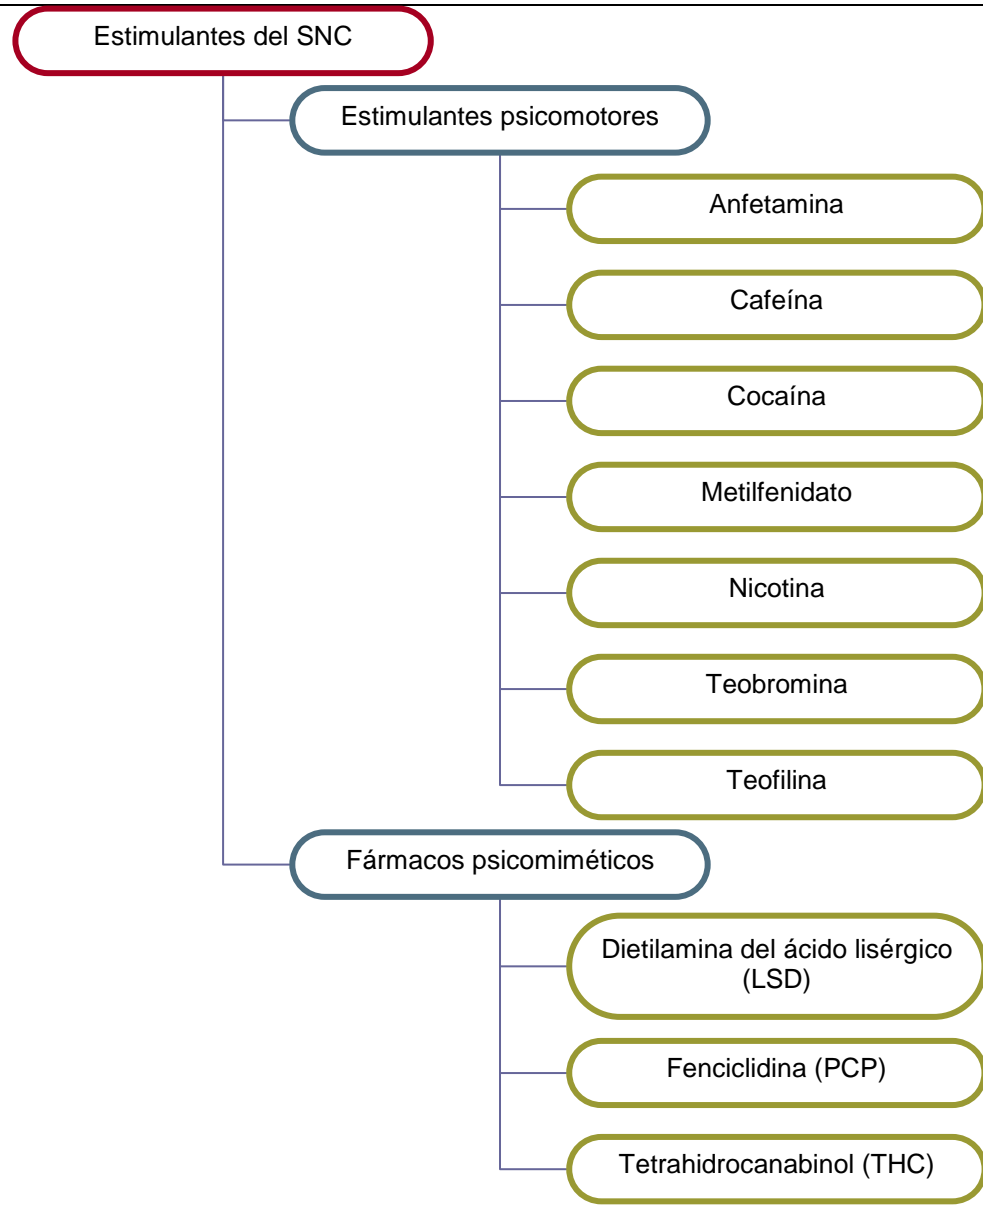 Estimulantes del SNC
Estimulantes psicomotores
Anfetamina
Cafeína
Cocaína
Metilfenidato
Nicotina
Teobromina
Teofilina
Fármacos psicomiméticos
Dietilamina del ácido lisérgico
(LSD)
Fenciclidina (PCP)
Tetrahidrocanabinol (THC)